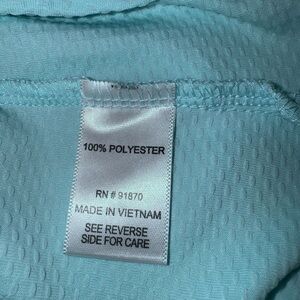 100% POLYESTER
RN # 91870
MADE IN VIETNAM
SEE REVERSE
SIDE FOR CARE